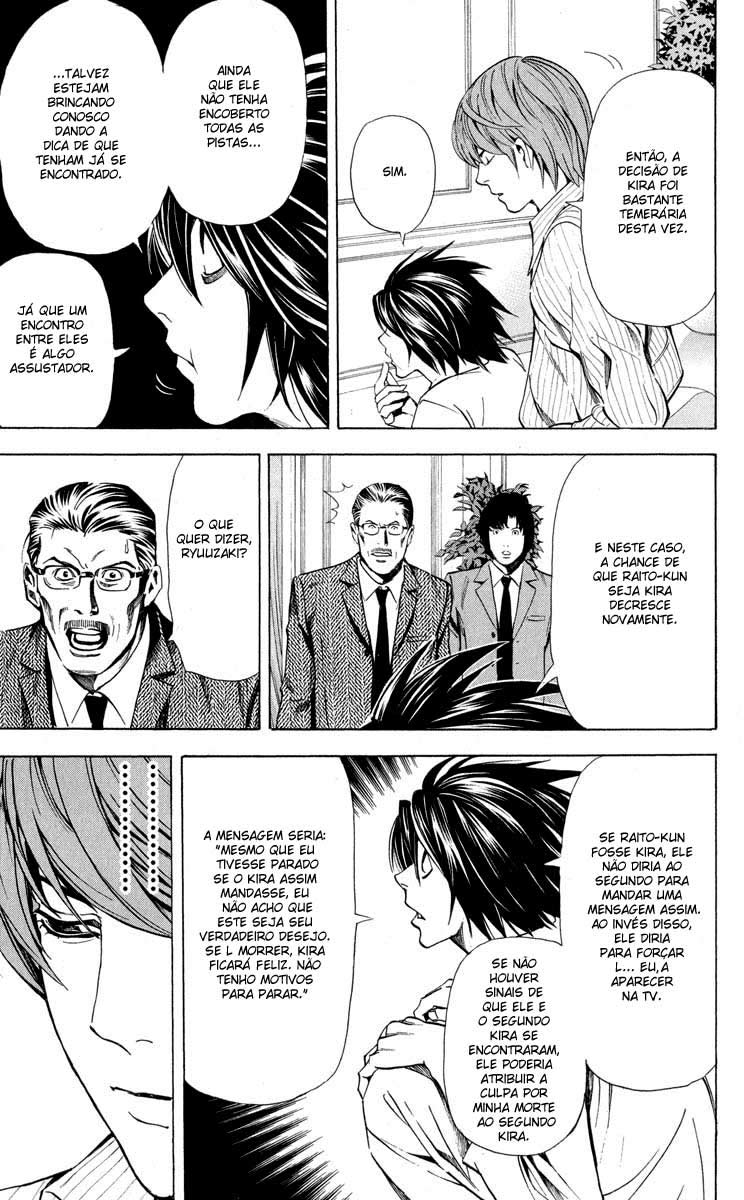 ENTÃO, A
DECISÃO DE
KIRA FOI
BASTANTE
TEMERÁRIA
DESTA VEZ.
SIM.
AINDA
QUE ELE
NÃO TENHA
ENCOBERTO
TODAS AS
PISTAS...
...TALVEZ
ESTEJAM
BRINCANDO
CONOSCO
DANDO A
DICA DE QUE
TENHAM JÁ SE
ENCONTRADO.
JÁ QUE UM
ENCONTRO
ENTRE ELES
É ALGO
ASSUSTADOR.
E NESTE CASO,
A CHANCE DE
QUE RAITO-KUN
SEJA KIRA
DECRESCE
NOVAMENTE.
O QUE
QUER DIZER,
RYUUZAKI?
SE RAITO-KUN
FOSSE KIRA, ELE
NÃO DIRIA AO
SEGUNDO PARA
MANDAR UMA
MENSAGEM ASSIM.
AO INVÉS DISSO,
ELE DIRIA
PARA FORÇAR
L... EU,A
APARECER
NA TV.
SE NÃO
HOUVER
SINAIS DE
QUE ELE E
O SEGUNDO
KIRA SE
ENCONTRARAM,
ELE PODERIA
ATRIBUIR A
CULPA POR
MINHA MORTE
AO SEGUNDO
KIRA.
A MENSAGEM SERIA:
"MESMO QUE EU
TIVESSE PARADO
SE O KIRA ASSIM
MANDASSE, EU
NÃO ACHO QUE
ESTE SEJA SEU
VERDADEIRO DESEJO.
SE L MORRER, KIRA
FICARÁ FELIZ. NÃO
TENHO MOTIVOS
PARA PARAR."